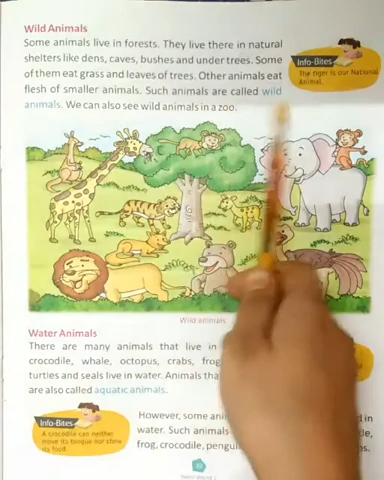 Wild Animals
Some animals live in forests. They live there in natural
shelters like dens, caves, bushes and under trees. Some
of them eat grass and leaves of trees. Other animals eat
flesh of smaller animals. Such animals are called wild
animals. We can also see wild animals in a zoo.
Info-Bites
The tiger is our National
Animal.
Wild animals
Water Animals
There are many animals that live in
crocodile, whale, octopus, crabs, frog
turtles and seals live in water. Animals
are also called aquatic animals.
Info-Bites
A crocodile can neither
move its tongue nor chew
its food.
However, some in
water. Such animals
frog, crocodile,